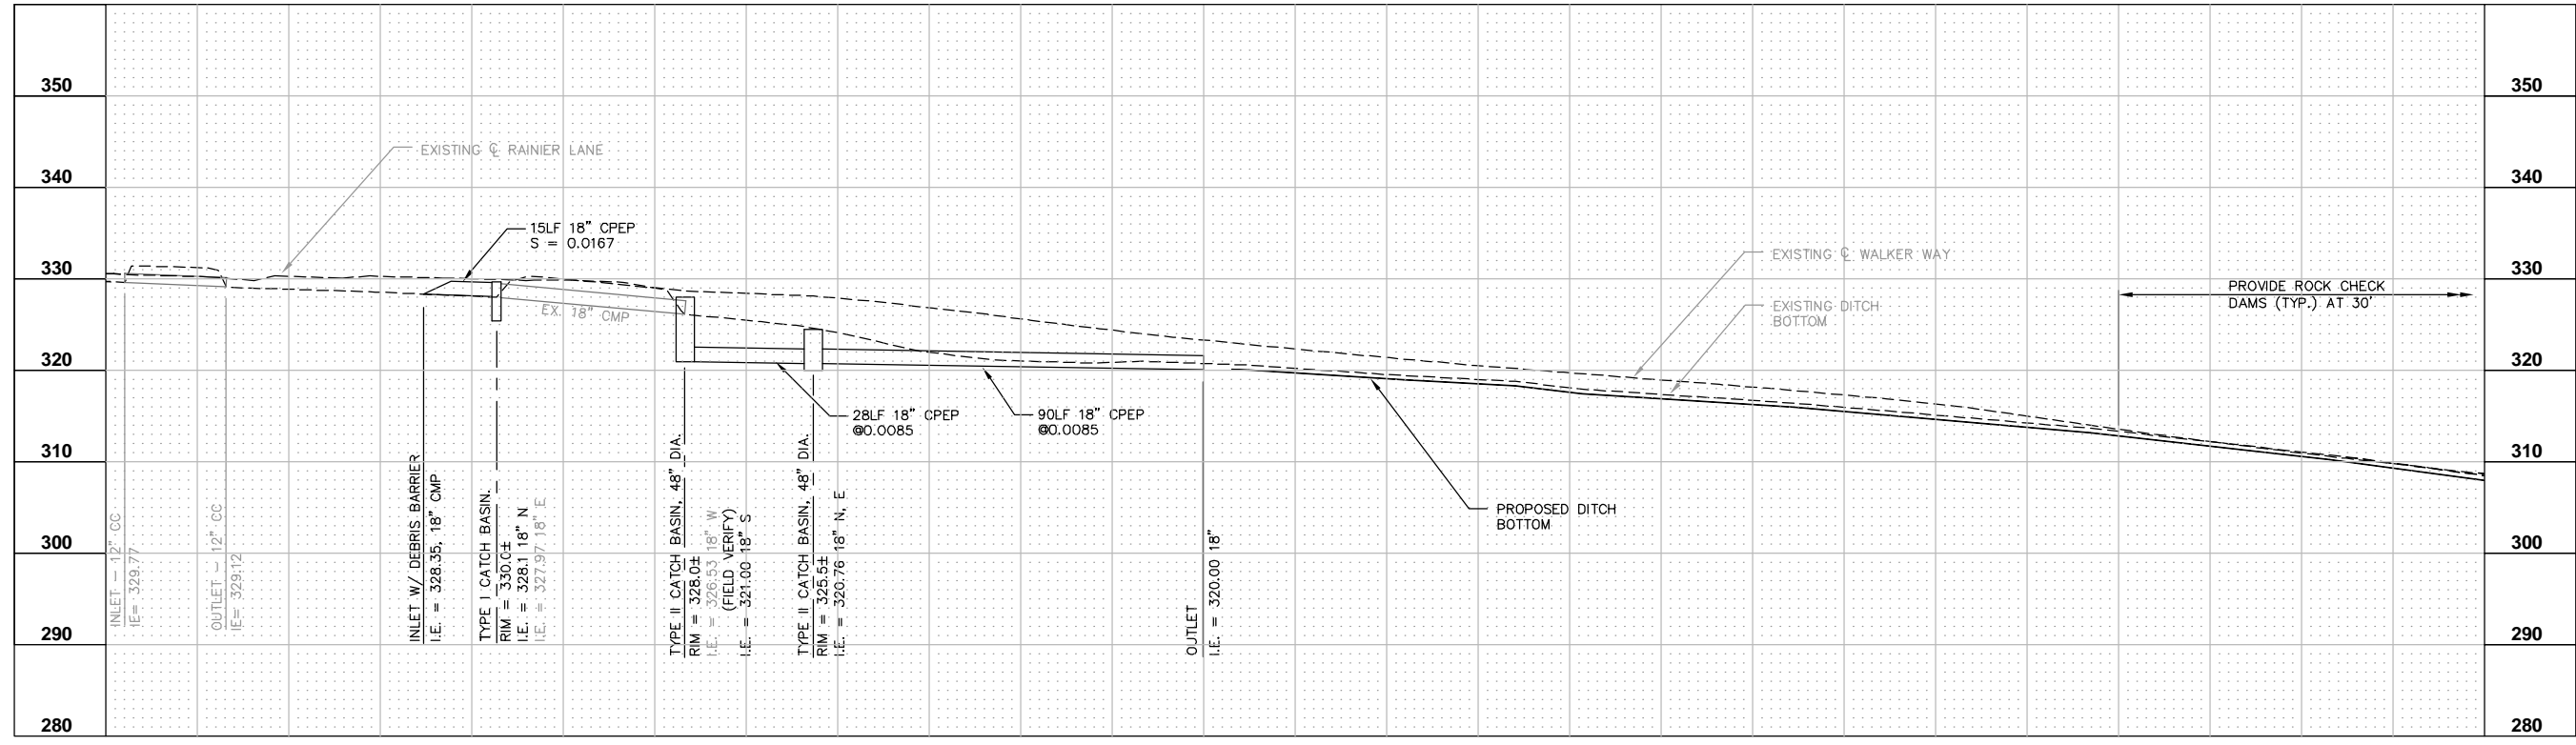 350
340
330
320
310
300
290
280
EXISTING ℄ RAINIER LANE
15LF 18" CPEP
S = 0.0167
EX. 18" CMP
28LF 18" CPEP
@0.0085
90LF 18" CPEP
@0.0085
EXISTING ℄ WALKER WAY
EXISTING DITCH
BOTTOM
PROVIDE ROCK CHECK
DAMS (TYP.) AT 30'
PROPOSED DITCH
BOTTOM
INLET – 12" CC
IE= 329.77
OUTLET – 12" CC
IE= 329.12
INLET W/ DEBRIS BARRIER
I.E. = 328.35, 18" CMP
TYPE I CATCH BASIN.
RIM = 330.0±
I.E. = 328.1 18" N
I.E. = 327.97 18" E
TYPE II CATCH BASIN, 48" DIA.
RIM = 328.0±
I.E. = 326.53 18" W
(FIELD VERIFY)
I.E. = 321.00 18" S
TYPE II CATCH BASIN, 48" DIA.
RIM = 325.5±
I.E. = 320.76 18" N, E
OUTLET
I.E. = 320.00 18"
350
340
330
320
310
300
290
280